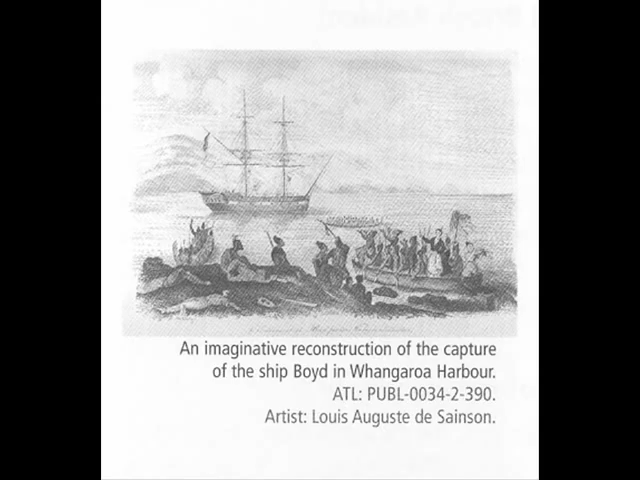 An imaginative reconstruction of the capture
of the ship Boyd in Whangaroa Harbour.
ATL: PUBL-0034-2-390.
Artist: Louis Auguste de Sainson.